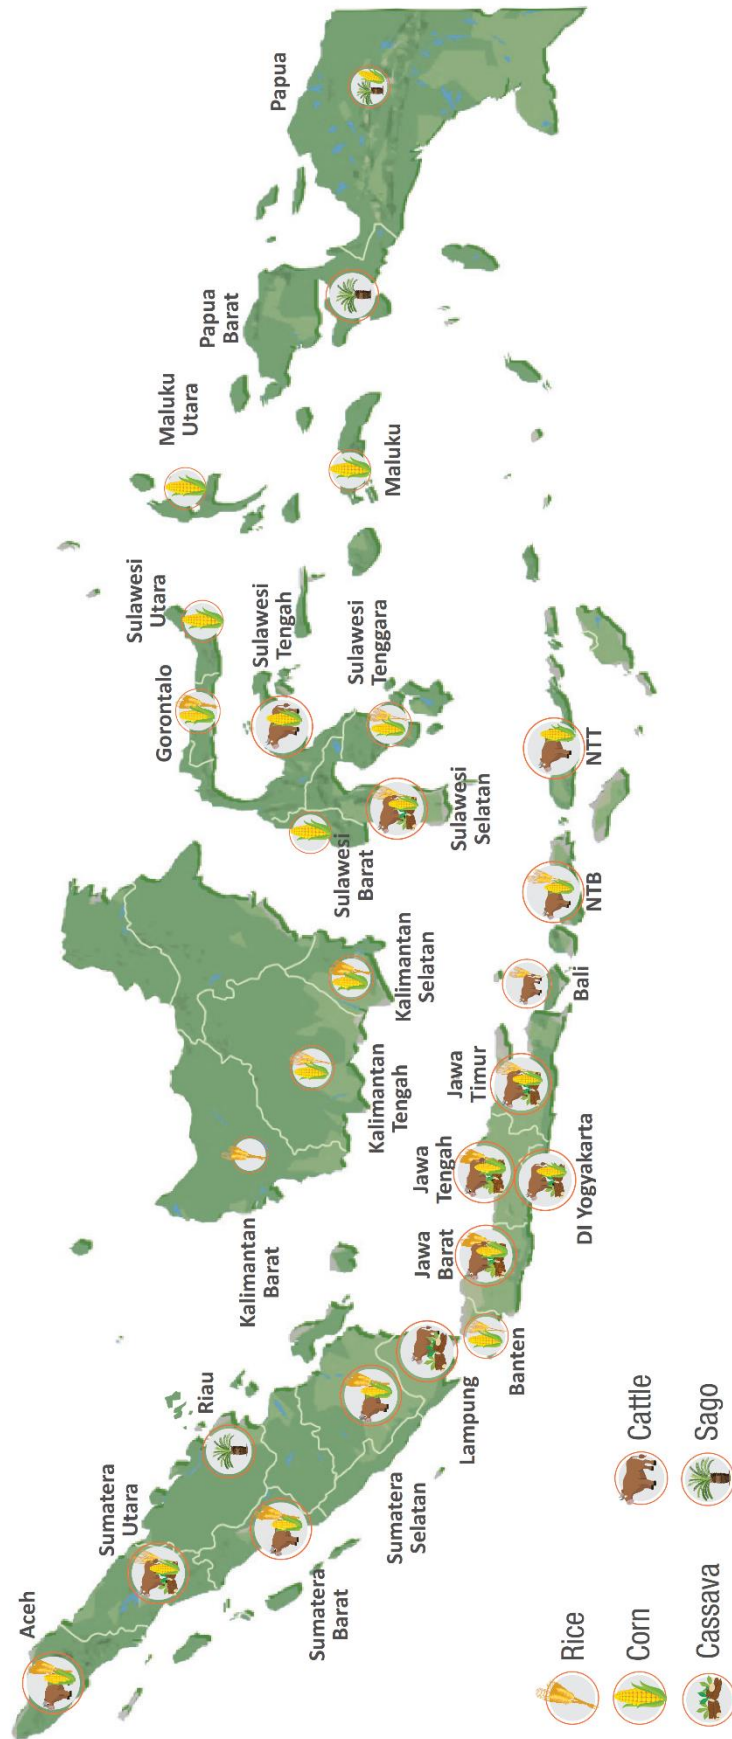 Aceh
Sumatera
Utara
Riau
Sumatera
Barat
Sumatera
Selatan
Lampung
Banten
Jawa
Barat
Jawa
Tengah
DI Yogyakarta
Jawa
Timur
Bali
NTB
NTT
Kalimantan
Barat
Kalimantan
Tengah
Kalimantan
Selatan
Sulawesi
Barat
Sulawesi
Selatan
Gorontalo
Sulawesi
Utara
Sulawesi
Tengah
Sulawesi
Tenggara
Maluku
Utara
Maluku
Papua
Barat
Papua
Rice
Corn
Cassava
Cattle
Sago